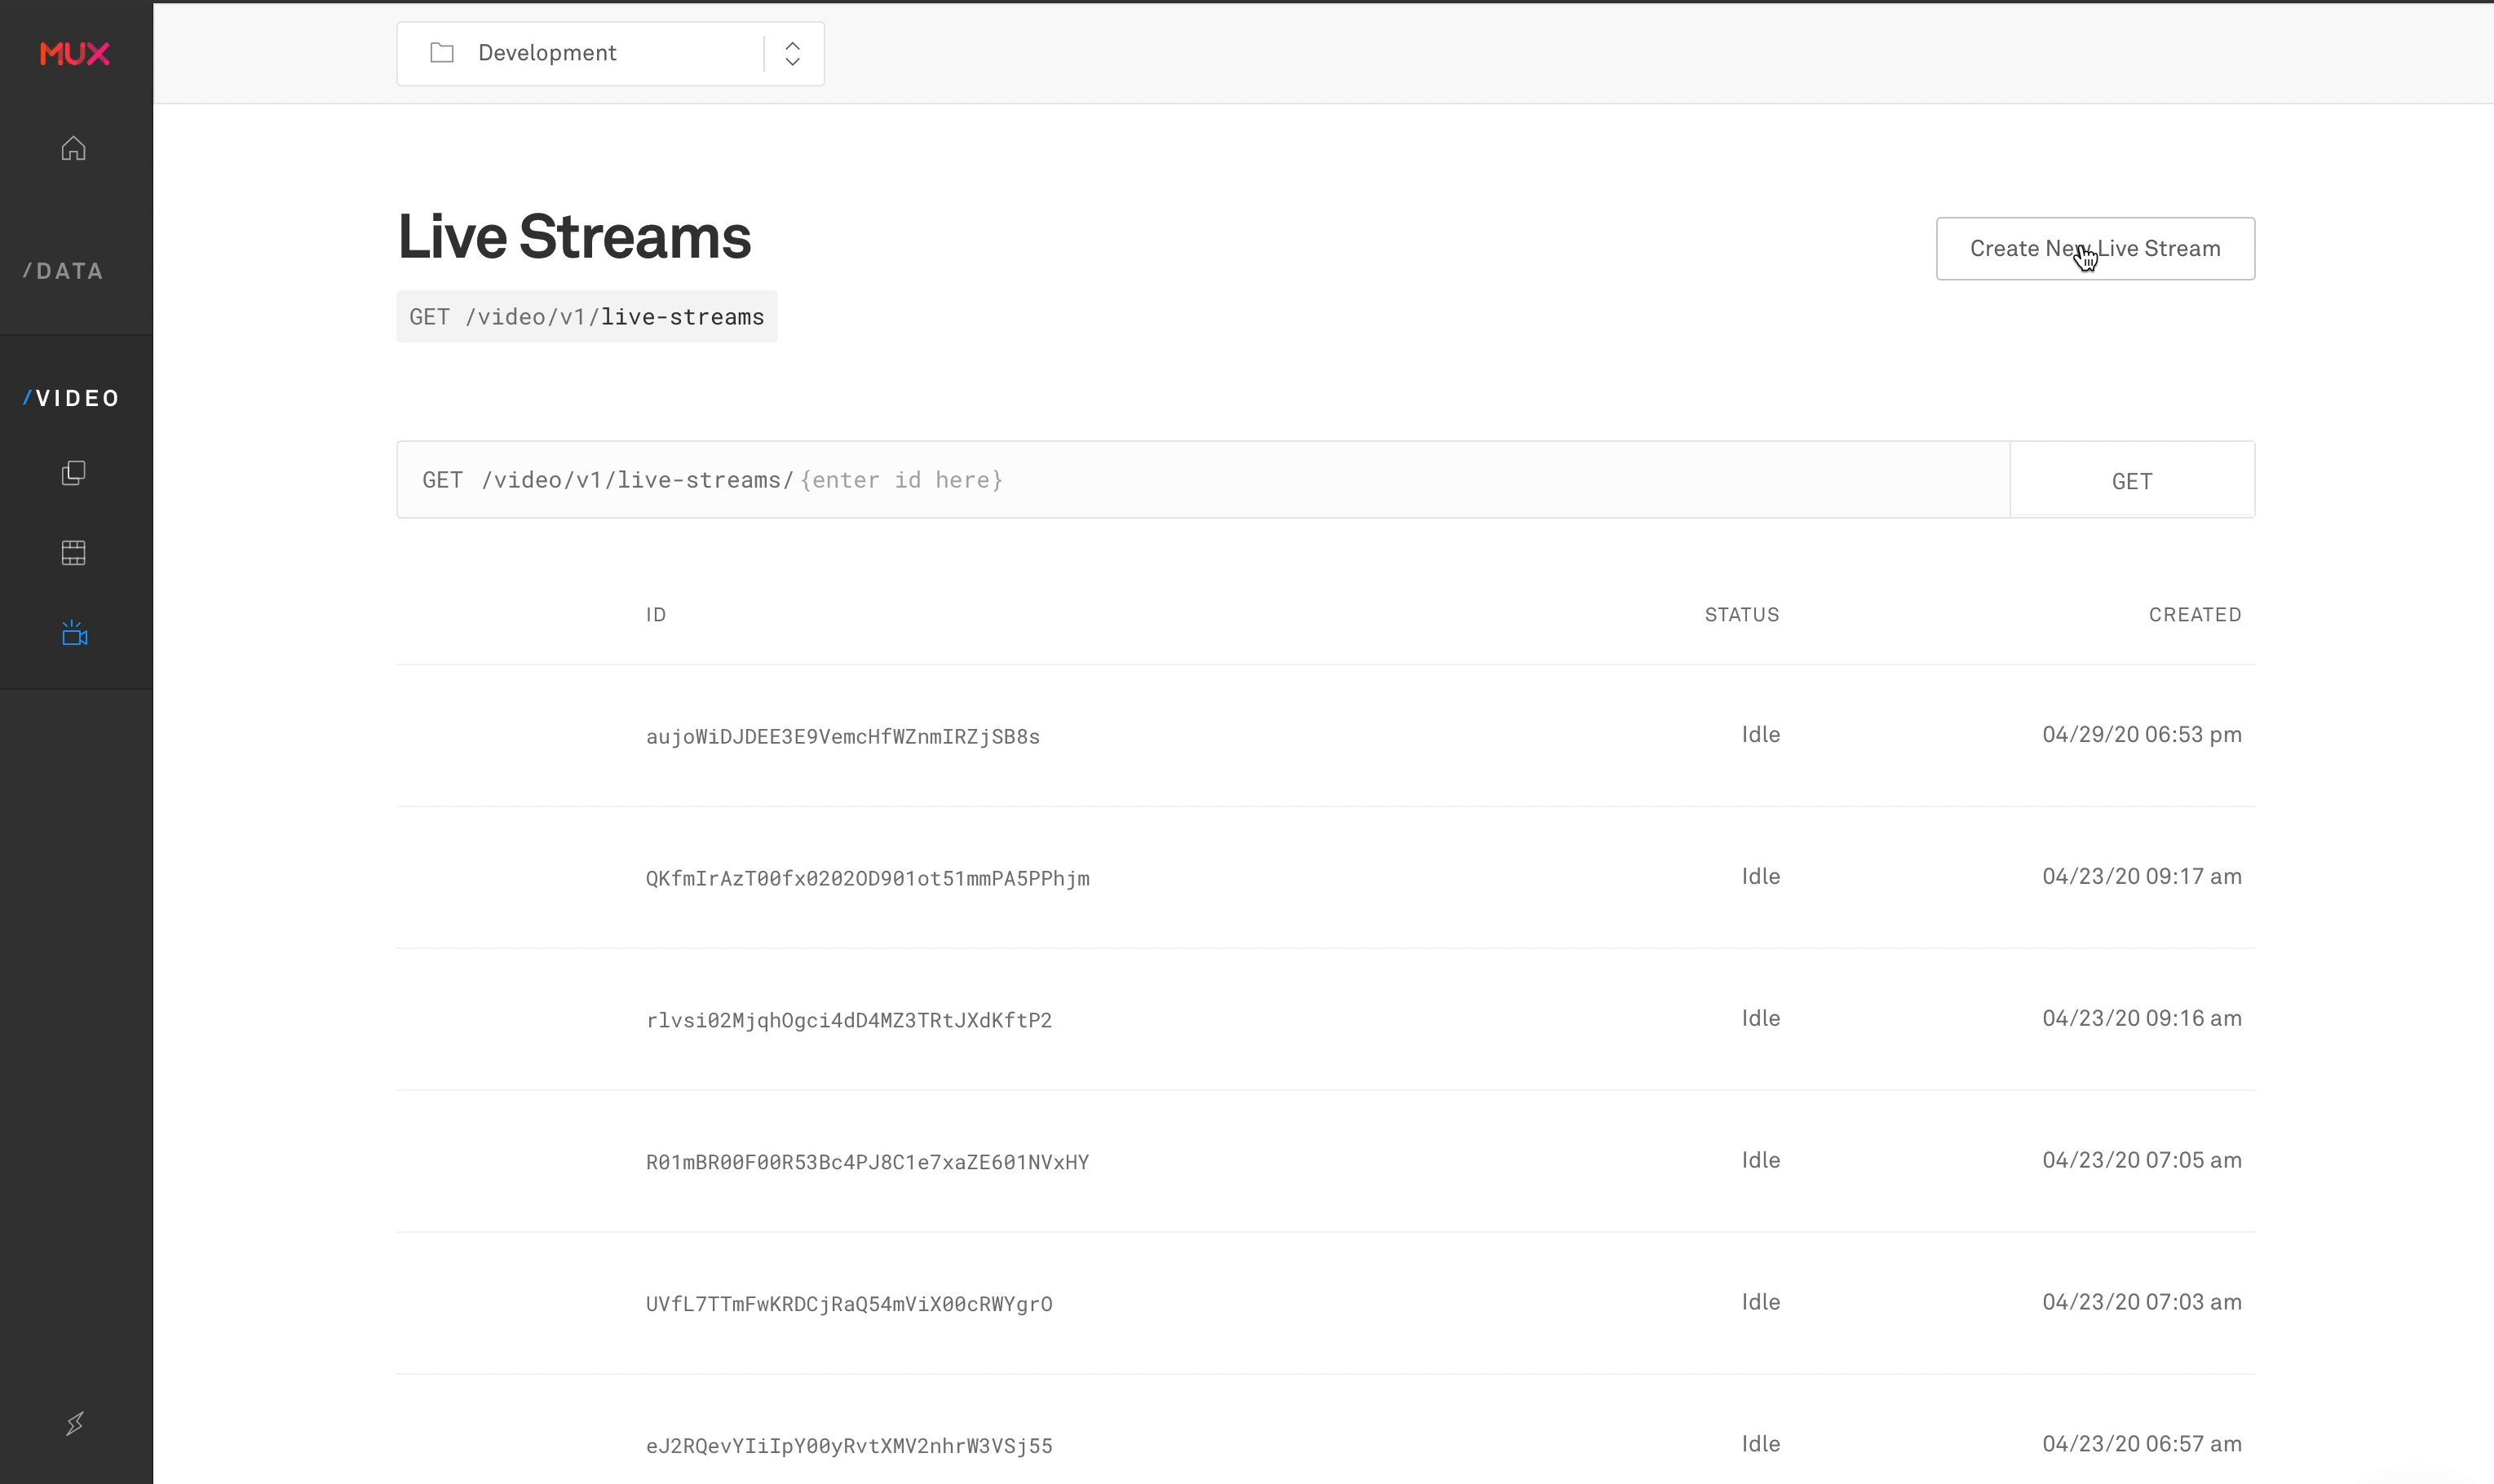 MUX
Development
/DATA
/VIDEO
Live Streams
Create New Live Stream
GET /video/v1/live-streams
GET /video/v1/live-streams/{enter id here}
GET
ID STATUS CREATED
aujoWiDJDEE3E9VemcHfWZnmIRZjSB8s Idle 04/29/20 06:53 pm
QKfmIrAzT00fx0202OD901ot51mmPA5PPhjm Idle 04/23/20 09:17 am
rlvsi02MjqhOgci4dD4MZ3TRtJXdKftP2 Idle 04/23/20 09:16 am
R01mBR00F00R53Bc4PJ8C1e7xaZE601NVxHY Idle 04/23/20 07:05 am
UVfL7TTmFwKRDCjRaQ54mViX00cRWYgrO Idle 04/23/20 07:03 am
eJ2RQevYIiIpY00yRvtXMV2nhrW3VSj55 Idle 04/23/20 06:57 am